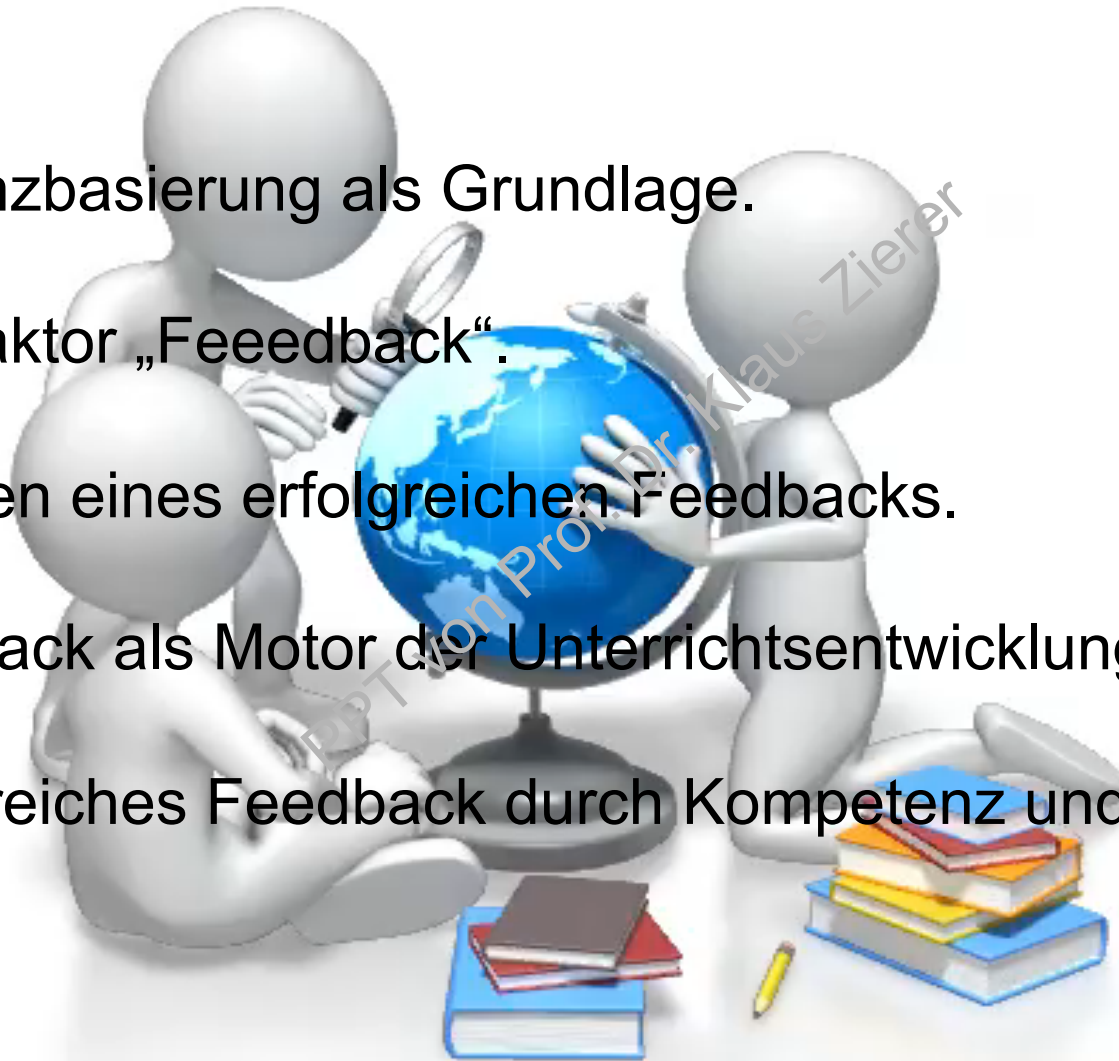 nzbasierung als Grundlage.
aktor „Feeedback“.
en eines erfolgreichen Feedbacks.
ack als Motor der Unterrichtsentwicklung
reiches Feedback durch Kompetenz und
PPT von Prof. Dr. Klaus Zierer